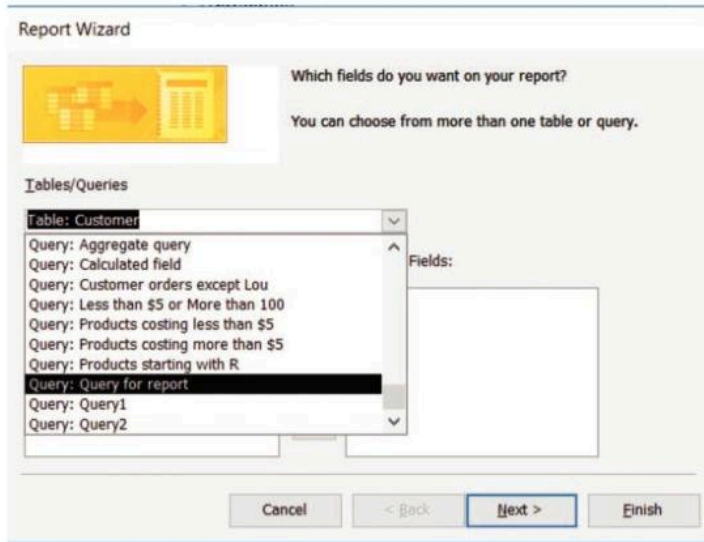 Report Wizard
Which fields do you want on your report?
You can choose from more than one table or query.
Tables/Queries
Table: Customer
Query: Aggregate query
Query: Calculated field
Query: Customer orders except Lou
Query: Less than $5 or More than 100
Query: Products costing less than $5
Query: Products costing more than $5
Query: Products starting with R
Query: Query for report
Query: Query1
Query: Query2
Fields:
Cancel
< Back
Next >
Finish